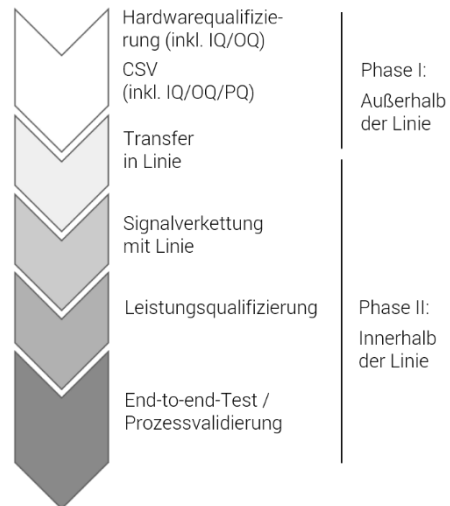 Hardwarequalifizie-
rung (inkl. IQ/OQ)
CSV
(inkl. IQ/OQ/PQ)
Phase I:
Außerhalb
der Linie
Transfer
in Linie
Signalverkettung
mit Linie
Leistungsqualifizierung
Phase II:
Innerhalb
der Linie
End-to-end-Test /
Prozessvalidierung